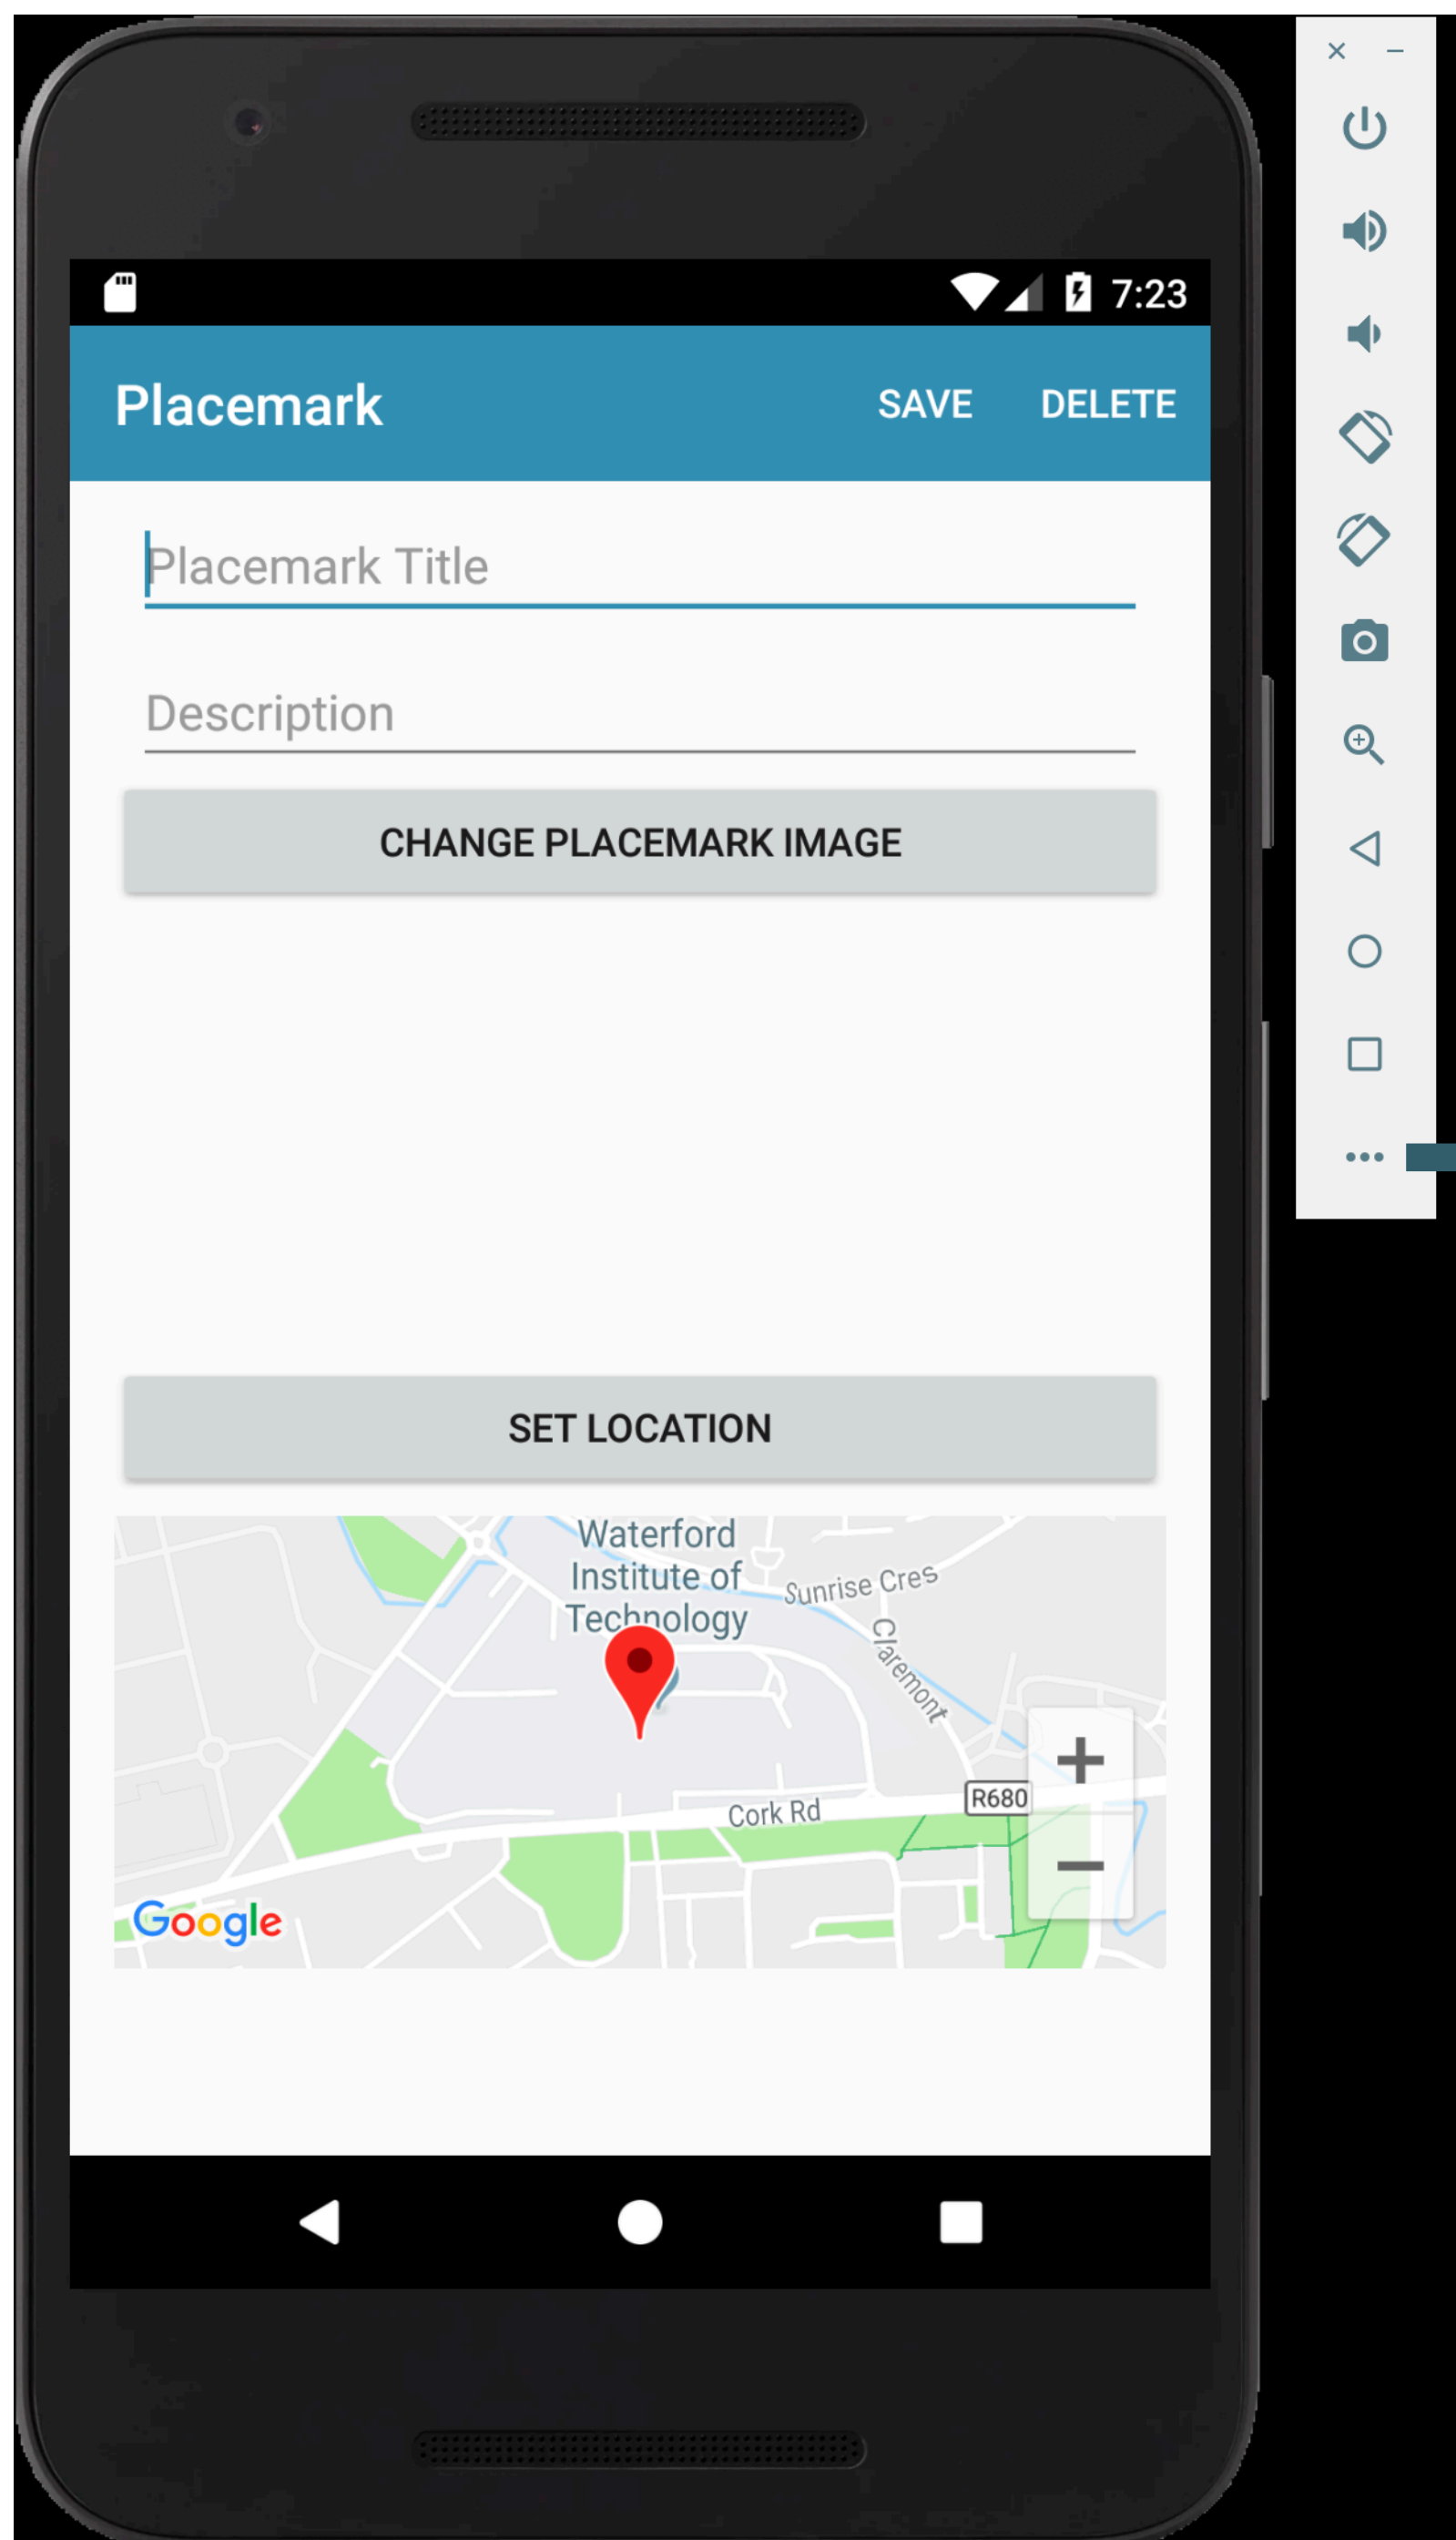 7:23
Placemark SAVE DELETE
Placemark Title
Description
CHANGE PLACEMARK IMAGE
SET LOCATION
Waterford
Institute of
Technology
Sunrise Cres
Claremont
R680
Cork Rd
Google